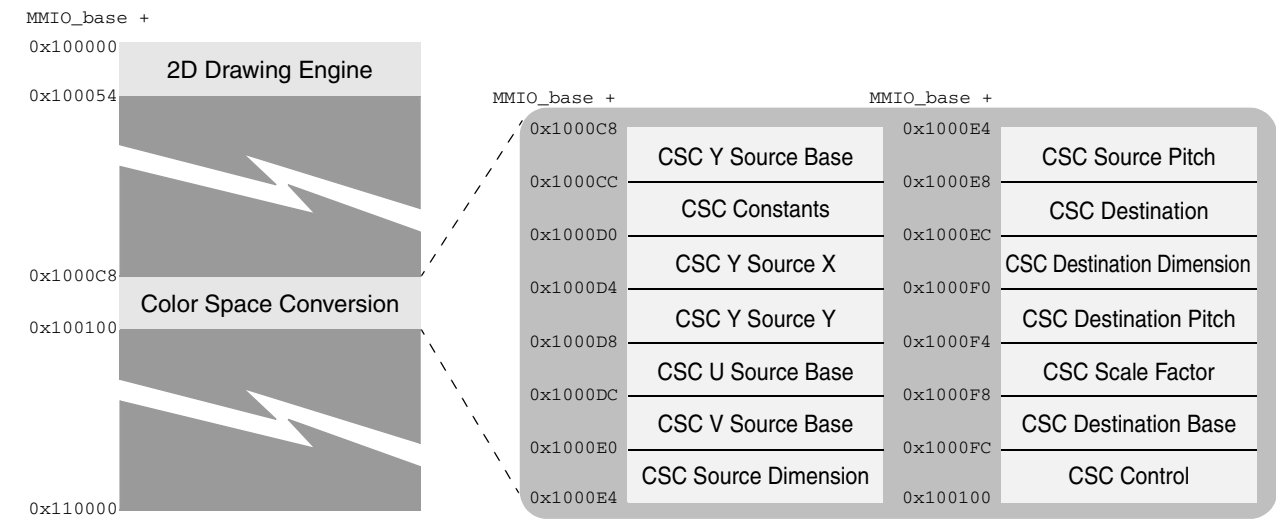 MMIO_base +
0x100000
2D Drawing Engine
0x100054
0x1000C8
Color Space Conversion
0x100100
0x110000
MMIO_base +
0x1000C8
CSC Y Source Base
0x1000CC
CSC Constants
0x1000D0
CSC Y Source X
0x1000D4
CSC Y Source Y
0x1000D8
CSC U Source Base
0x1000DC
CSC V Source Base
0x1000E0
CSC Source Dimension
0x1000E4
MMIO_base +
0x1000E4
CSC Source Pitch
0x1000E8
CSC Destination
0x1000EC
CSC Destination Dimension
0x1000F0
CSC Destination Pitch
0x1000F4
CSC Scale Factor
0x1000F8
CSC Destination Base
0x1000FC
CSC Control
0x100100